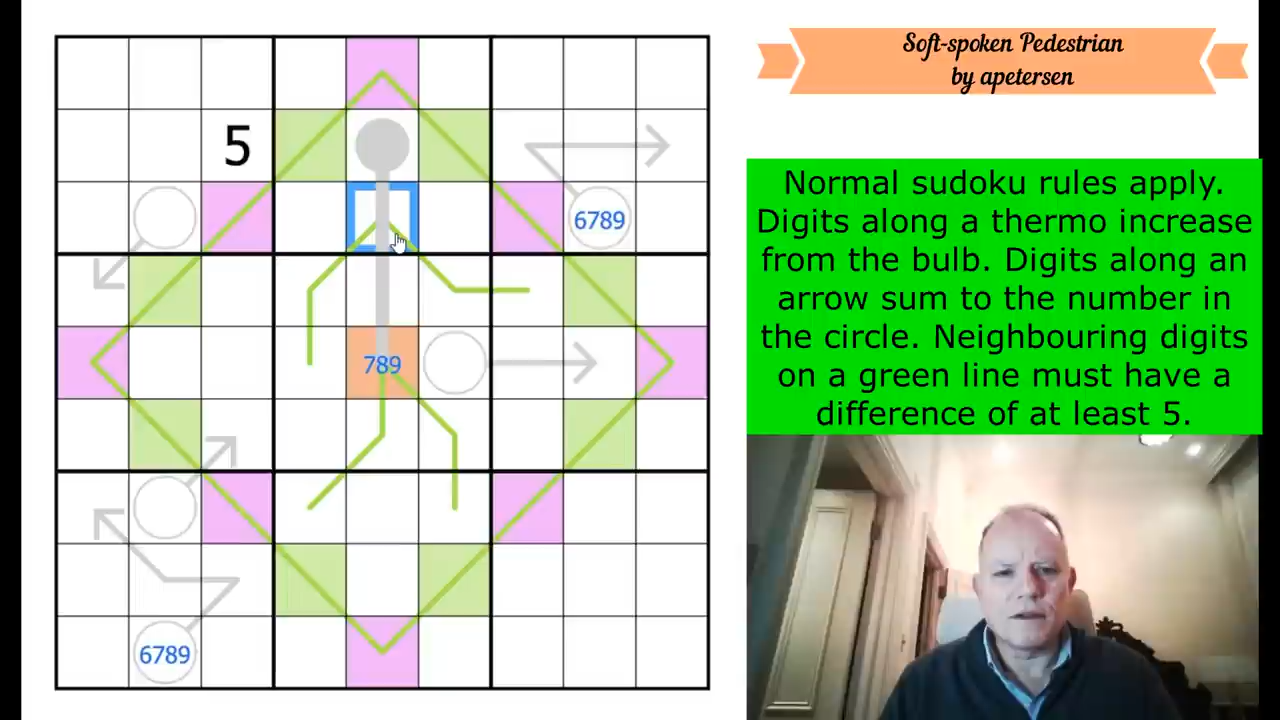 Soft-spoken Pedestrian
by apetersen
5
6789
789
6789
Normal sudoku rules apply.
Digits along a thermo increase
from the bulb. Digits along an
arrow sum to the number in
the circle. Neighbouring digits
on a green line must have a
difference of at least 5.